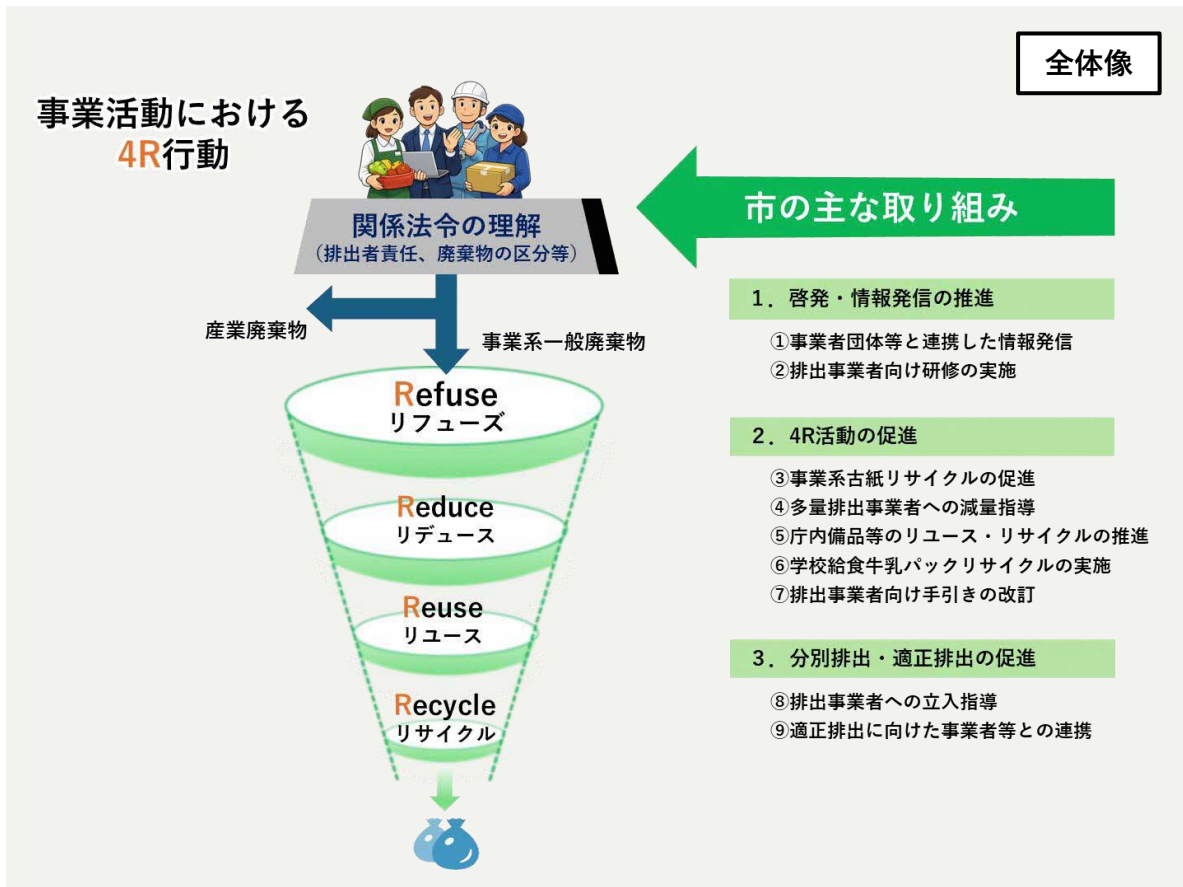 全体像
事業活動における
4R行動
関係法令の理解
（排出者責任、廃棄物の区分等）
産業廃棄物
事業系一般廃棄物
Refuse
リフューズ
Reduce
リデュース
Reuse
リユース
Recycle
リサイクル
市の主な取り組み
1．啓発・情報発信の推進
①事業者団体等と連携した情報発信
②排出事業者向け研修の実施
2．4R活動の促進
③事業系古紙リサイクルの促進
④多量排出事業者への減量指導
⑤庁内備品等のリユース・リサイクルの推進
⑥学校給食牛乳パックリサイクルの実施
⑦排出事業者向け手引きの改訂
3．分別排出・適正排出の促進
⑧排出事業者への立入指導
⑨適正排出に向けた事業者等との連携